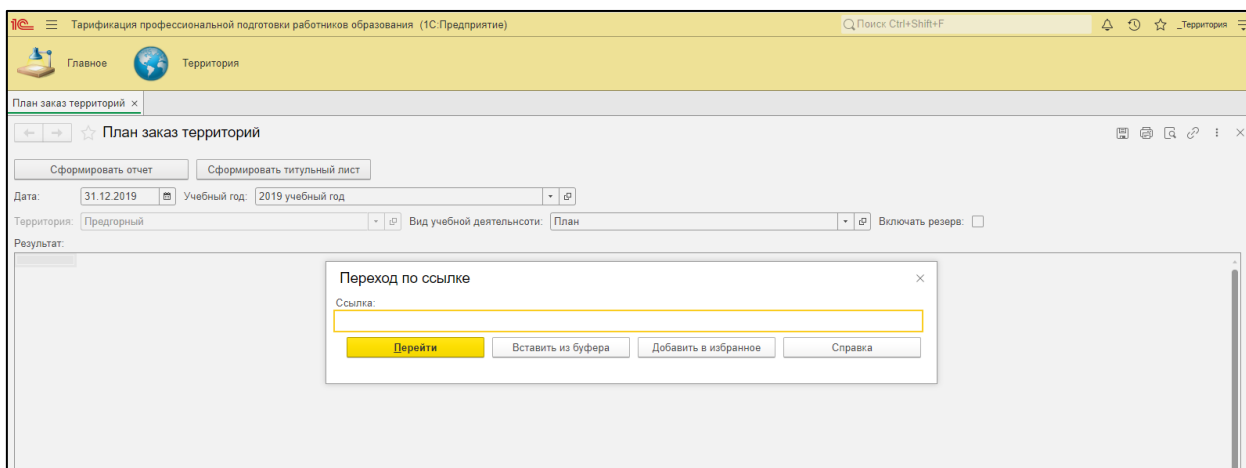 1С Тарификация профессиональной подготовки работников образования (1С:Предприятие) Поиск Ctrl+Shift+F _Территория
Главное Территория
План заказ территорий ×
План заказ территорий
Сформировать отчет Сформировать титульный лист
Дата: 31.12.2019 Учебный год: 2019 учебный год
Территория: Предгорный Вид учебной деятельнсоти: План Включать резерв:
Результат:
Переход по ссылке
Ссылка:
Перейти Вставить из буфера Добавить в избранное Справка